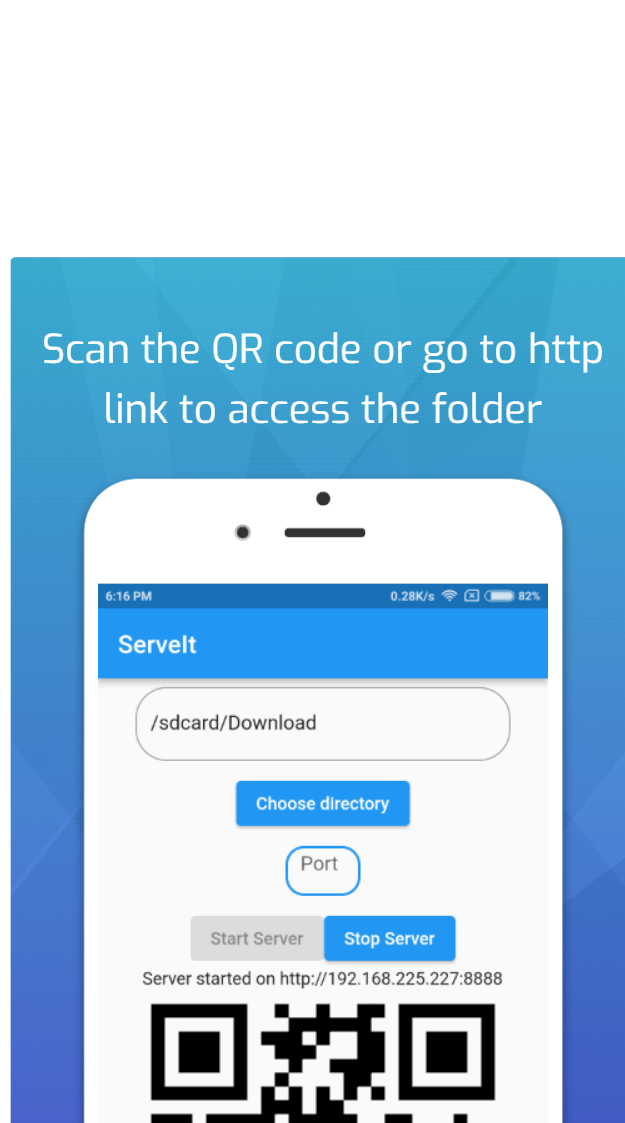 Scan the QR code or go to http
link to access the folder
6:16 PM 0.28K/s 82%
ServeIt
/sdcard/Download
Choose directory
Port
Start Server Stop Server
Server started on http://192.168.225.227:8888